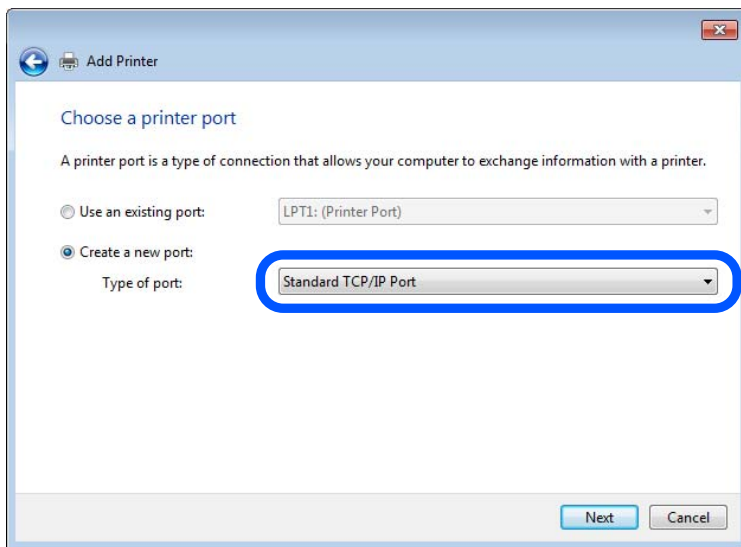 Add Printer
Choose a printer port
A printer port is a type of connection that allows your computer to exchange information with a printer.
Use an existing port: LPT1: (Printer Port)
Create a new port:
Type of port: Standard TCP/IP Port
Next Cancel